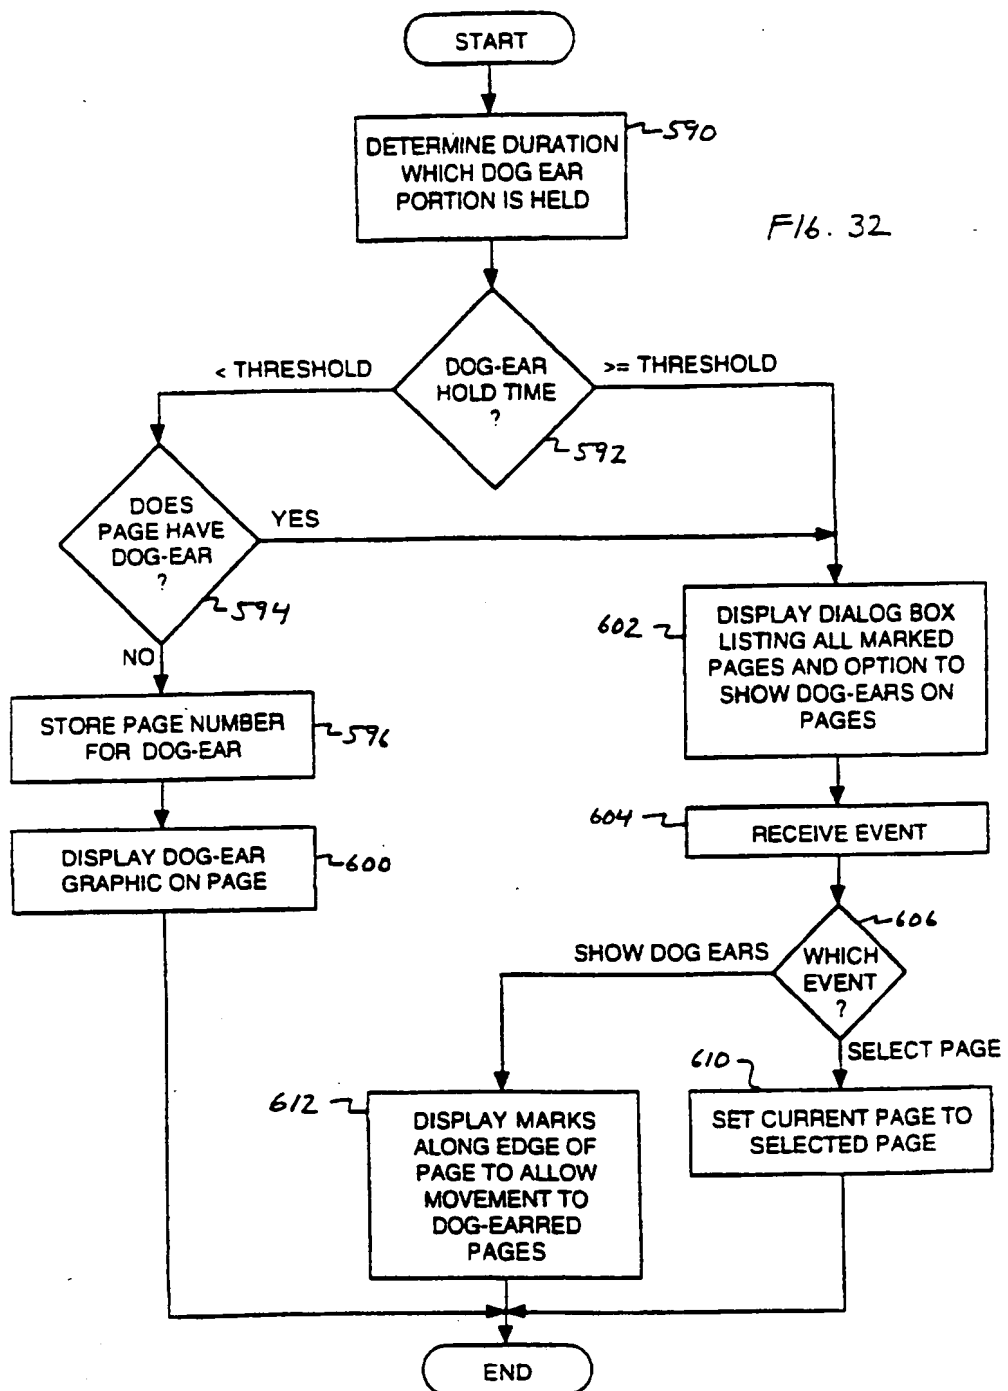 START
DETERMINE DURATION
WHICH DOG EAR
PORTION IS HELD
590
FIG. 32
< THRESHOLD
DOG-EAR
HOLD TIME
?
>= THRESHOLD
592
DOES
PAGE HAVE
DOG-EAR
?
YES
594
NO
STORE PAGE NUMBER
FOR DOG-EAR
596
DISPLAY DOG-EAR
GRAPHIC ON PAGE
600
602
DISPLAY DIALOG BOX
LISTING ALL MARKED
PAGES AND OPTION TO
SHOW DOG-EARS ON
PAGES
604
RECEIVE EVENT
606
SHOW DOG EARS
WHICH
EVENT
?
SELECT PAGE
610
SET CURRENT PAGE TO
SELECTED PAGE
612
DISPLAY MARKS
ALONG EDGE OF
PAGE TO ALLOW
MOVEMENT TO
DOG-EARRED
PAGES
END